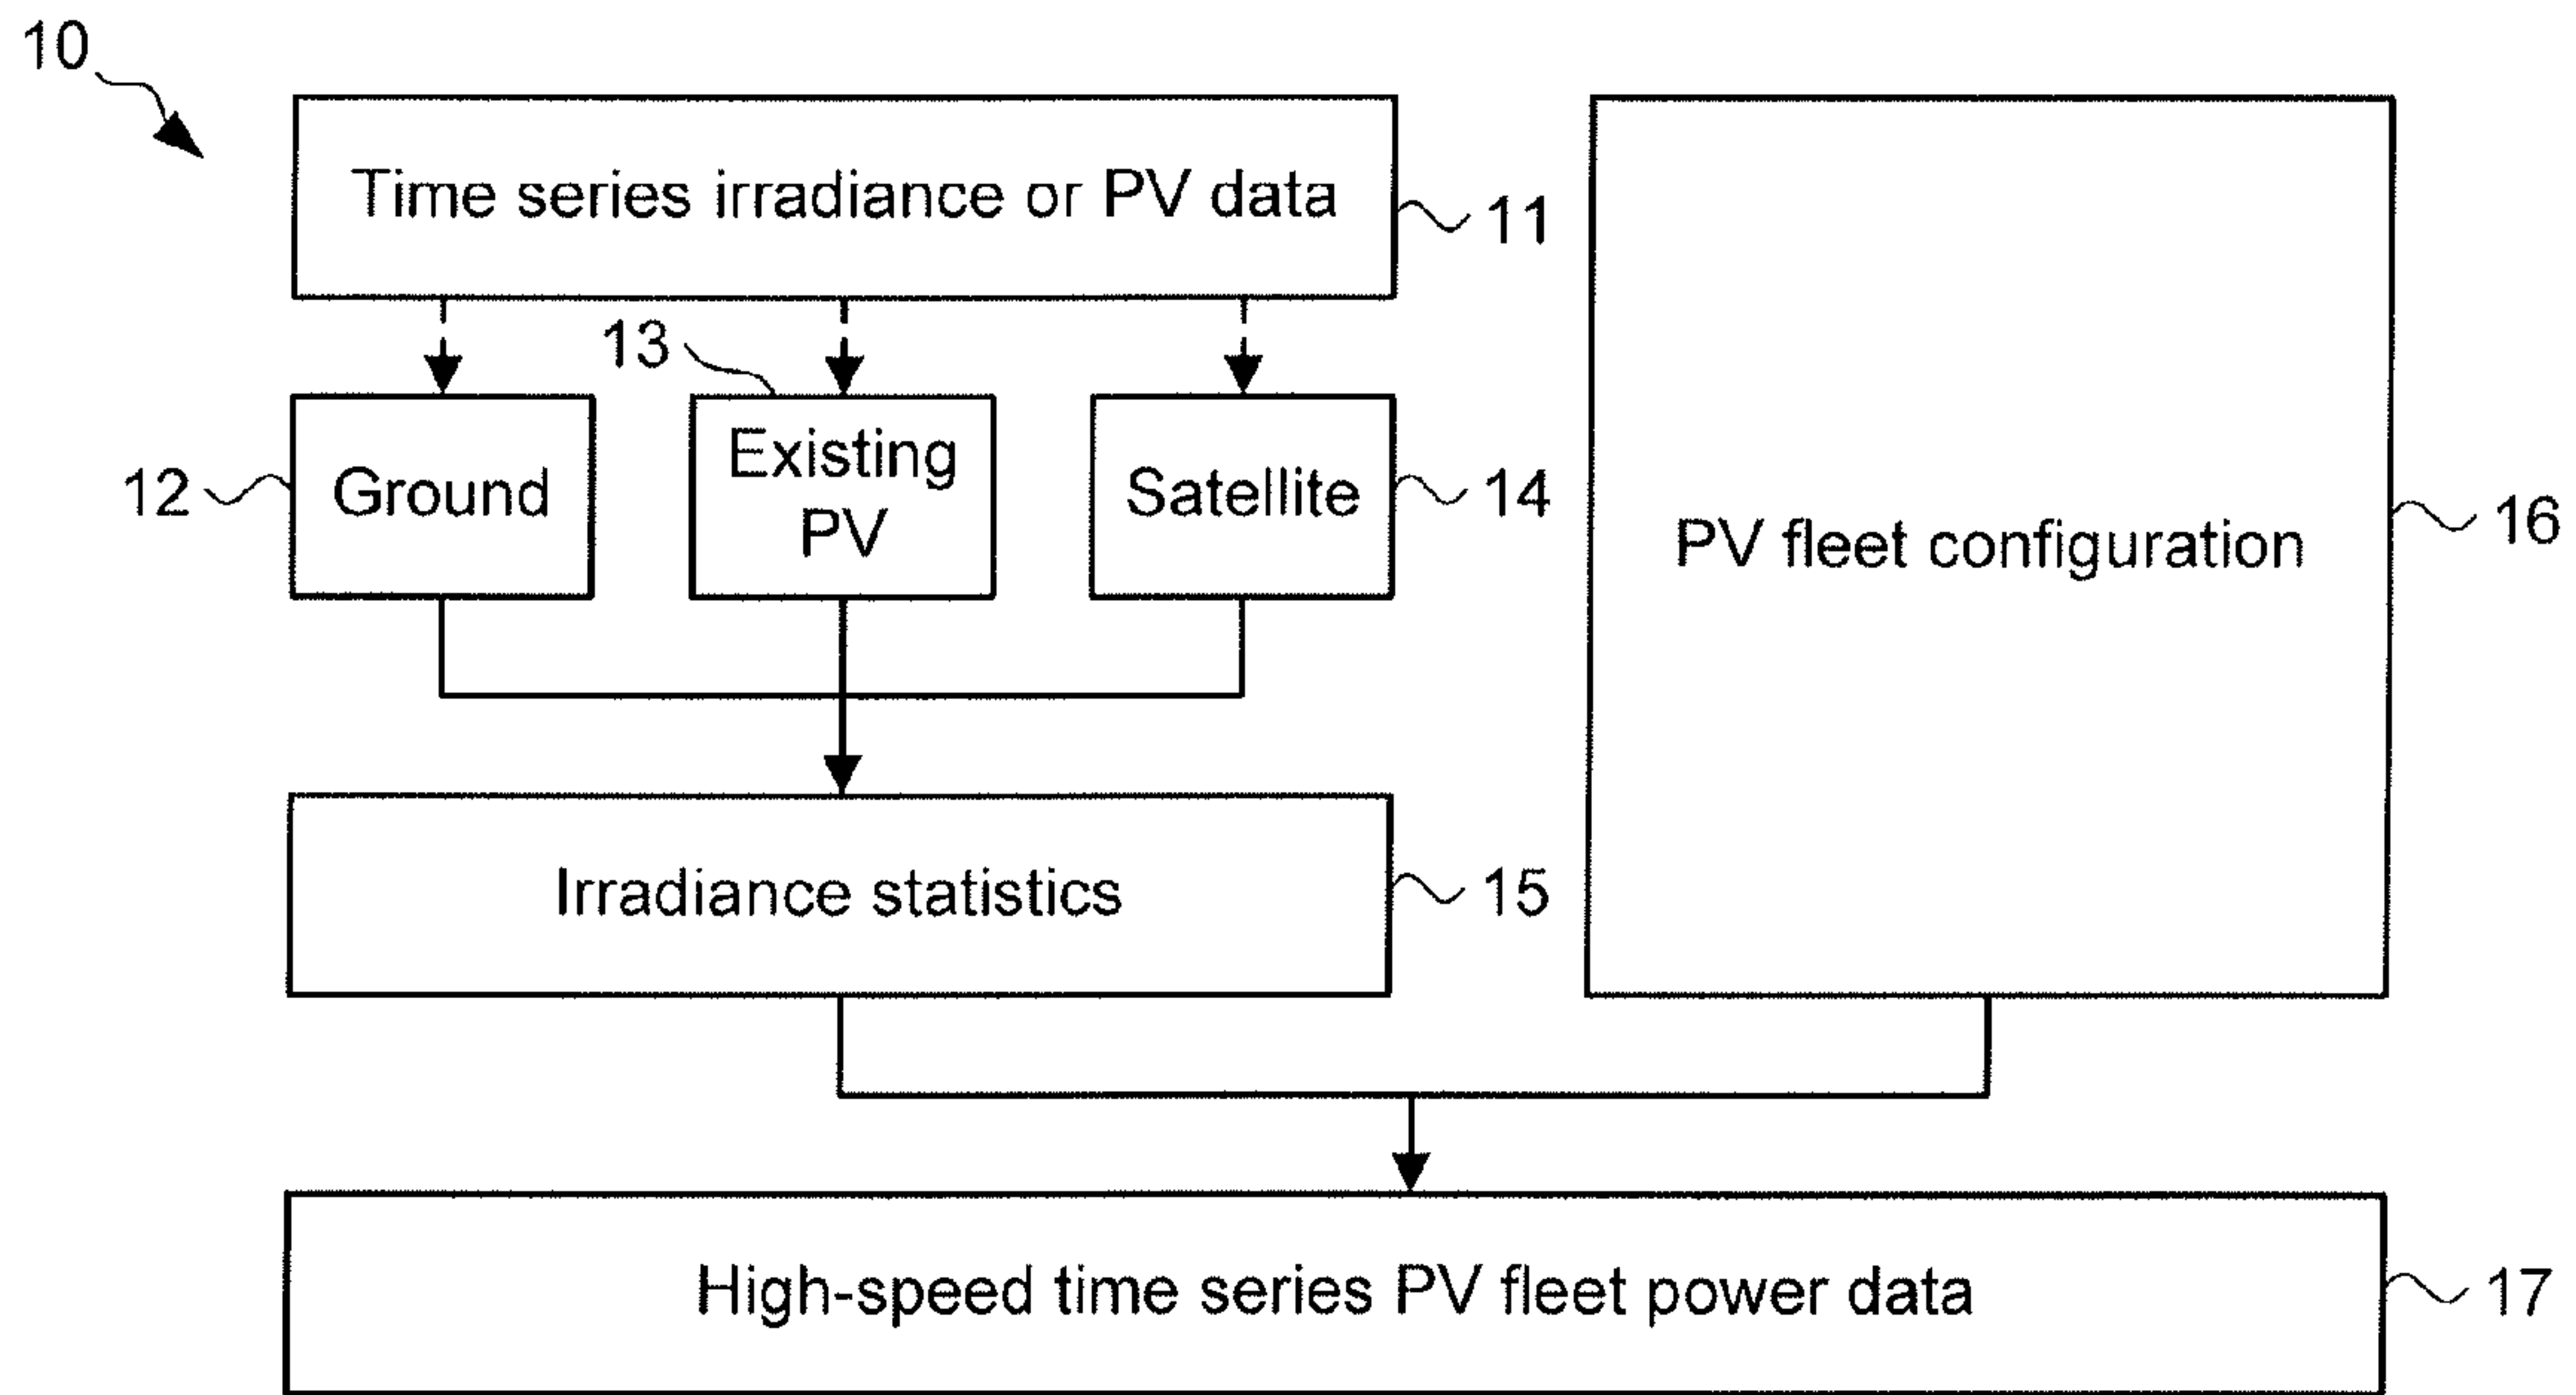 10
Time series irradiance or PV data
11
13
12
Ground
Existing
PV
Satellite
14
PV fleet configuration
16
Irradiance statistics
15
High-speed time series PV fleet power data
17